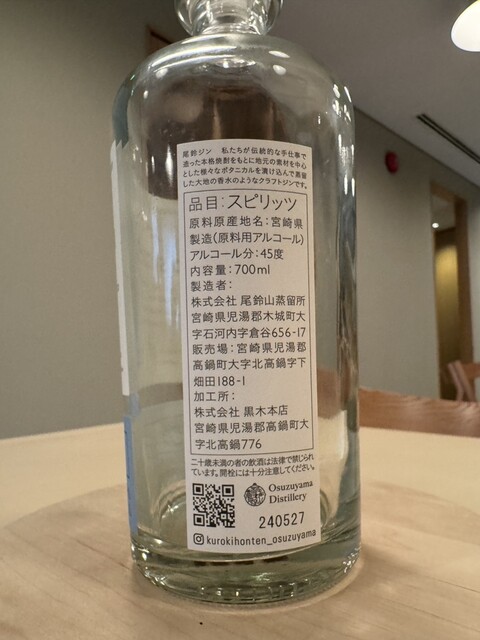 尾鈴ジン　私たちが伝統的な手仕事で
造った本格焼酎をもとに地元の素材を中心
とした様々なボタニカルを漬け込んで蒸留
した大地の香水のようなクラフトジンです。
品目：スピリッツ
原料原産地名：宮崎県
製造(原料用アルコール)
アルコール分：45度
内容量：700ml
製造者：
株式会社 尾鈴山蒸留所
宮崎県児湯郡木城町大
字石河内字倉谷656-17
販売場：宮崎県児湯郡
高鍋町大字北高鍋字下
畑田188-1
加工所：
株式会社 黒木本店
宮崎県児湯郡高鍋町大
字北高鍋776
二十歳未満の者の飲酒は法律で禁じられ
ています。開栓には十分注意してください。
Osuzuyama
Distillery
240527
kurokihonten_osuzuyama